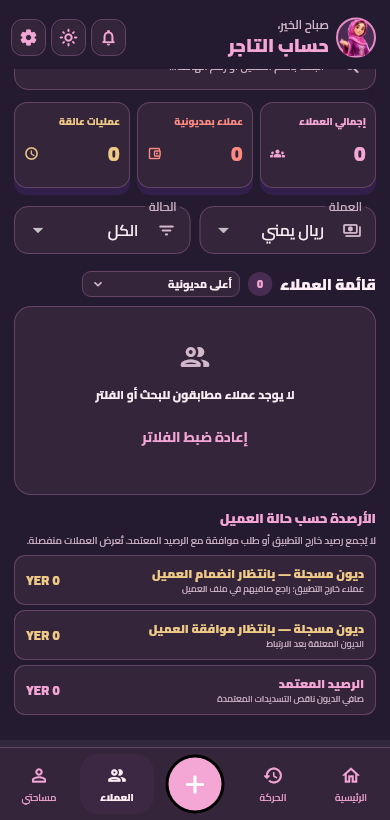 صباح الخير،
حساب التاجر
إجمالي العملاء
0
عملاء بمديونية
0
عمليات عالقة
0
العملة
ريال يمني
الحالة
الكل
قائمة العملاء
0
أعلى مديونية
لا يوجد عملاء مطابقون للبحث أو الفلتر
إعادة ضبط الفلاتر
الأرصدة حسب حالة العميل
لا يُجمع رصيد خارج التطبيق أو طلب موافقة مع الرصيد المعتمد. تُعرض العملات منفصلة.
ديون مسجلة — بانتظار انضمام العميل
عملاء خارج التطبيق؛ راجع صافيهم في ملف العميل
YER 0
ديون مسجلة — بانتظار موافقة العميل
الديون المعلقة بعد الارتباط
YER 0
الرصيد المعتمد
صافي الديون ناقص التسديدات المعتمدة
YER 0
الرئيسية
الحركة
العملاء
مساحتي